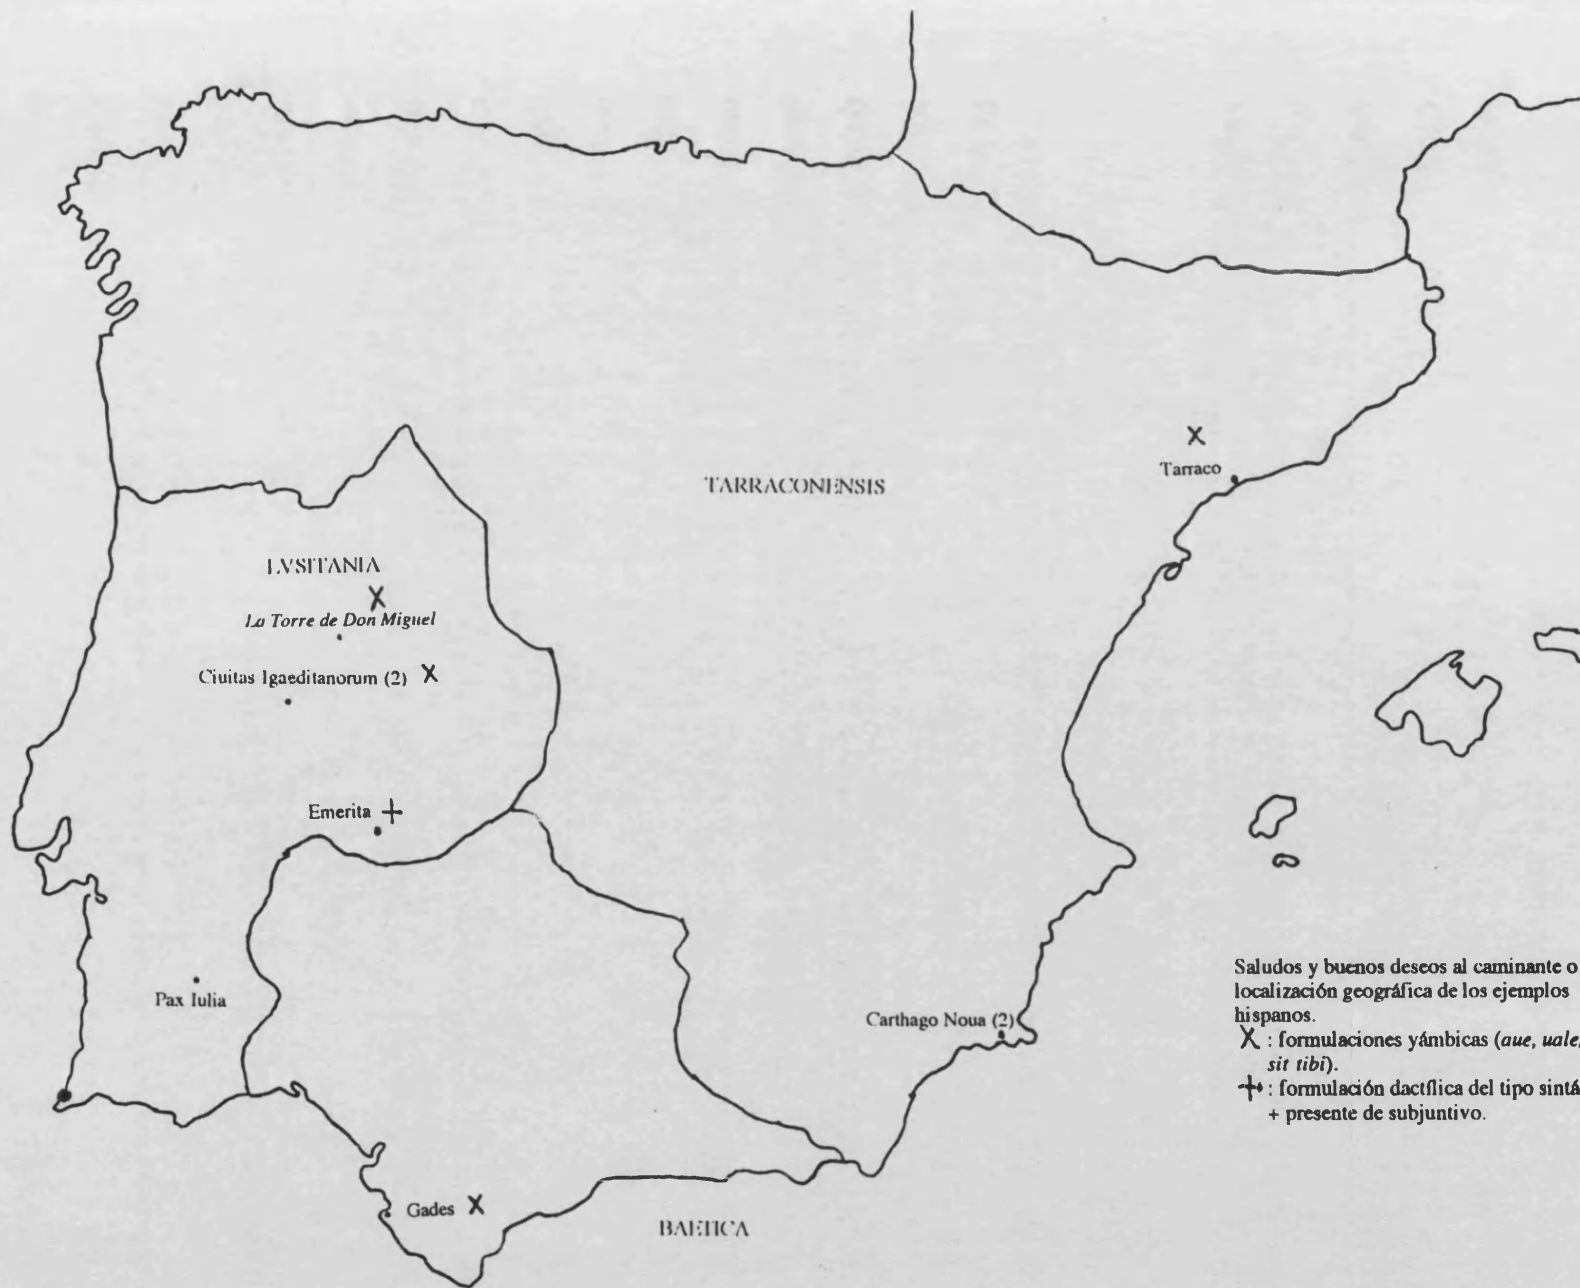 TARRACONENSIS
Tarraco
LVSITANIA
La Torre de Don Miguel
Ciuitas Igaeditanorum (2)
Emerita
Pax Iulia
Carthago Noua (2)
Gades
BAETICA
Saludos y buenos deseos al caminante o
localización geográfica de los ejemplos
hispanos.
X : formulaciones yámbicas (aue, uale,
sit tibi).
+ : formulación dactílica del tipo sintá
+ presente de subjuntivo.